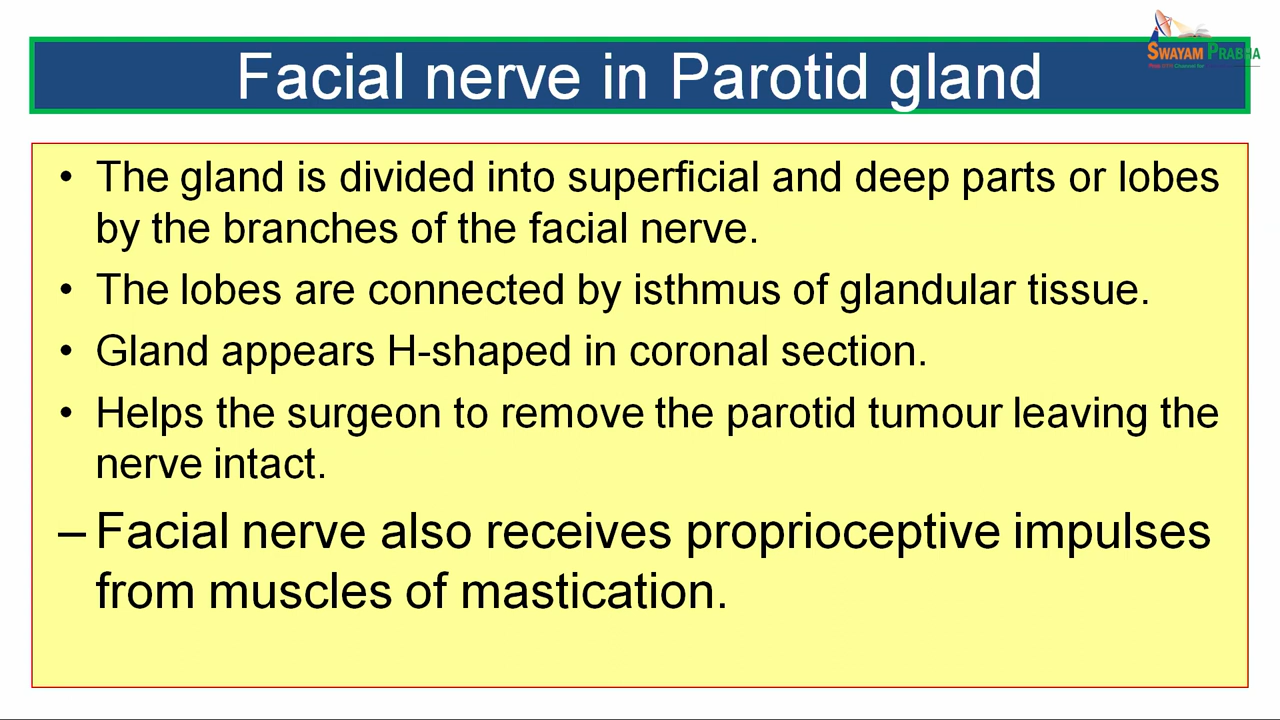 SWAYAM PRABHA
Facial nerve in Parotid gland
• The gland is divided into superficial and deep parts or lobes
by the branches of the facial nerve.
• The lobes are connected by isthmus of glandular tissue.
• Gland appears H-shaped in coronal section.
• Helps the surgeon to remove the parotid tumour leaving the
nerve intact.
– Facial nerve also receives proprioceptive impulses
from muscles of mastication.